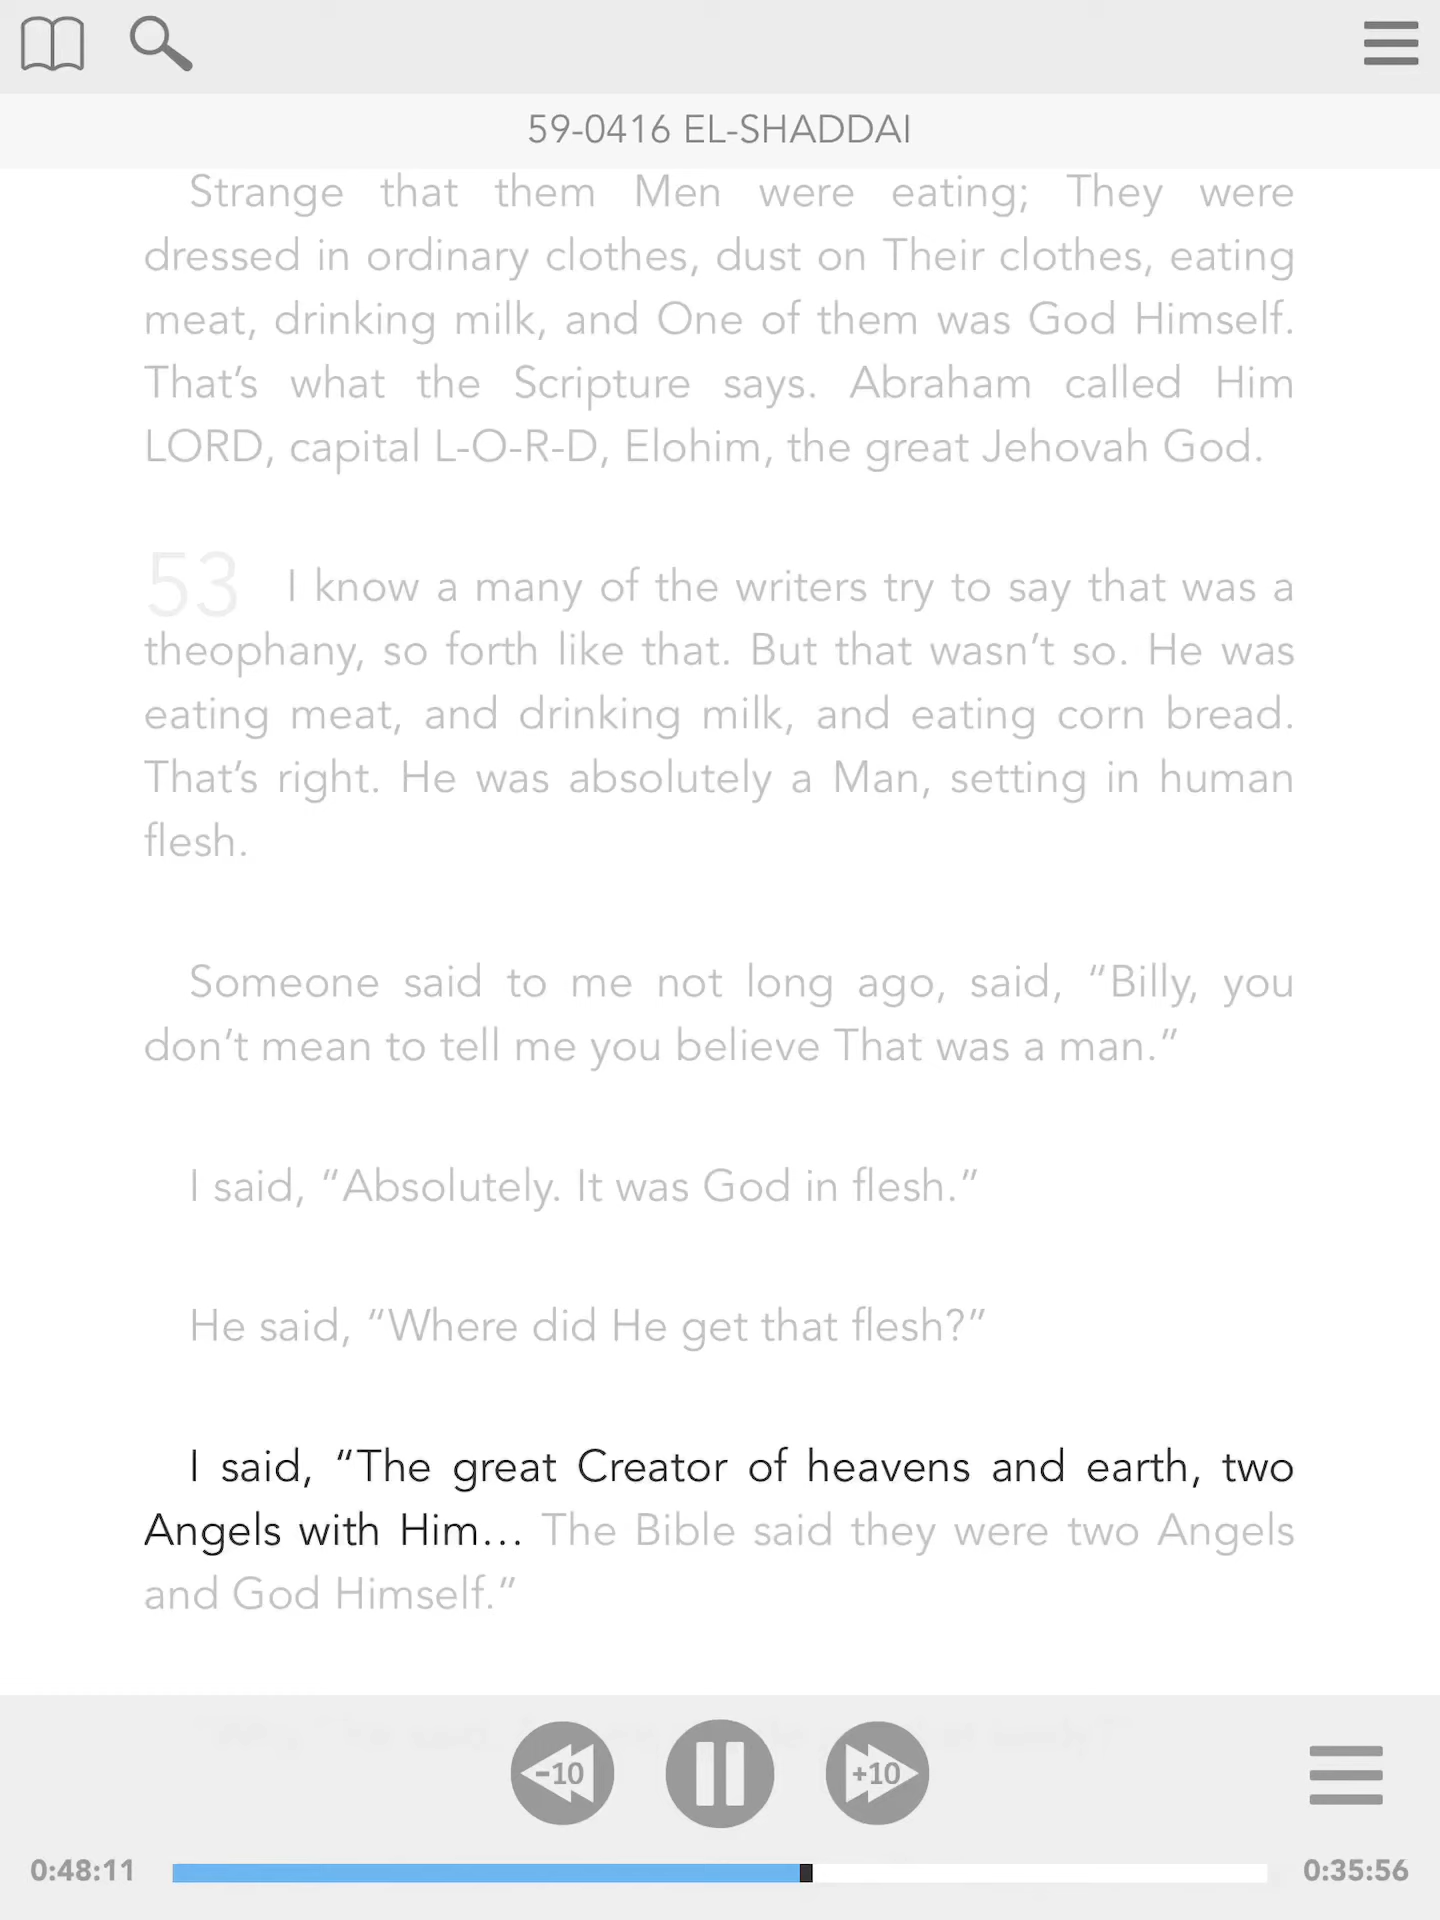 59-0416 EL-SHADDAI
Strange that them Men were eating; They were
dressed in ordinary clothes, dust on Their clothes, eating
meat, drinking milk, and One of them was God Himself.
That’s what the Scripture says. Abraham called Him
LORD, capital L-O-R-D, Elohim, the great Jehovah God.
53 I know a many of the writers try to say that was a
theophany, so forth like that. But that wasn’t so. He was
eating meat, and drinking milk, and eating corn bread.
That’s right. He was absolutely a Man, setting in human
flesh.
Someone said to me not long ago, said, “Billy, you
don’t mean to tell me you believe That was a man.”
I said, “Absolutely. It was God in flesh.”
He said, “Where did He get that flesh?”
I said, “The great Creator of heavens and earth, two
Angels with Him… The Bible said they were two Angels
and God Himself.”
-10 +10
0:48:11 0:35:56